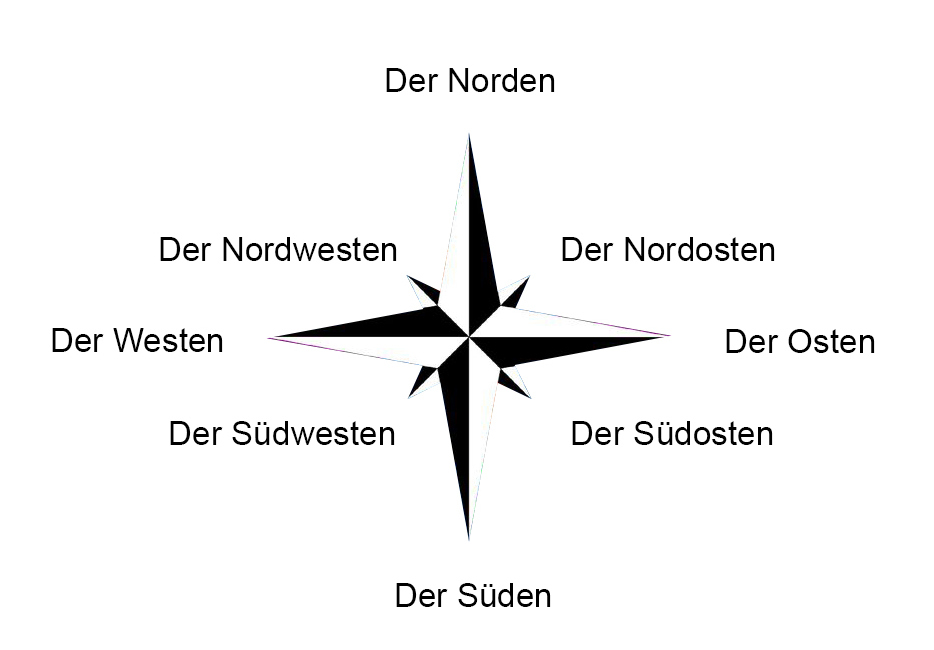 Der Norden
Der Nordwesten
Der Nordosten
Der Westen
Der Osten
Der Südwesten
Der Südosten
Der Süden